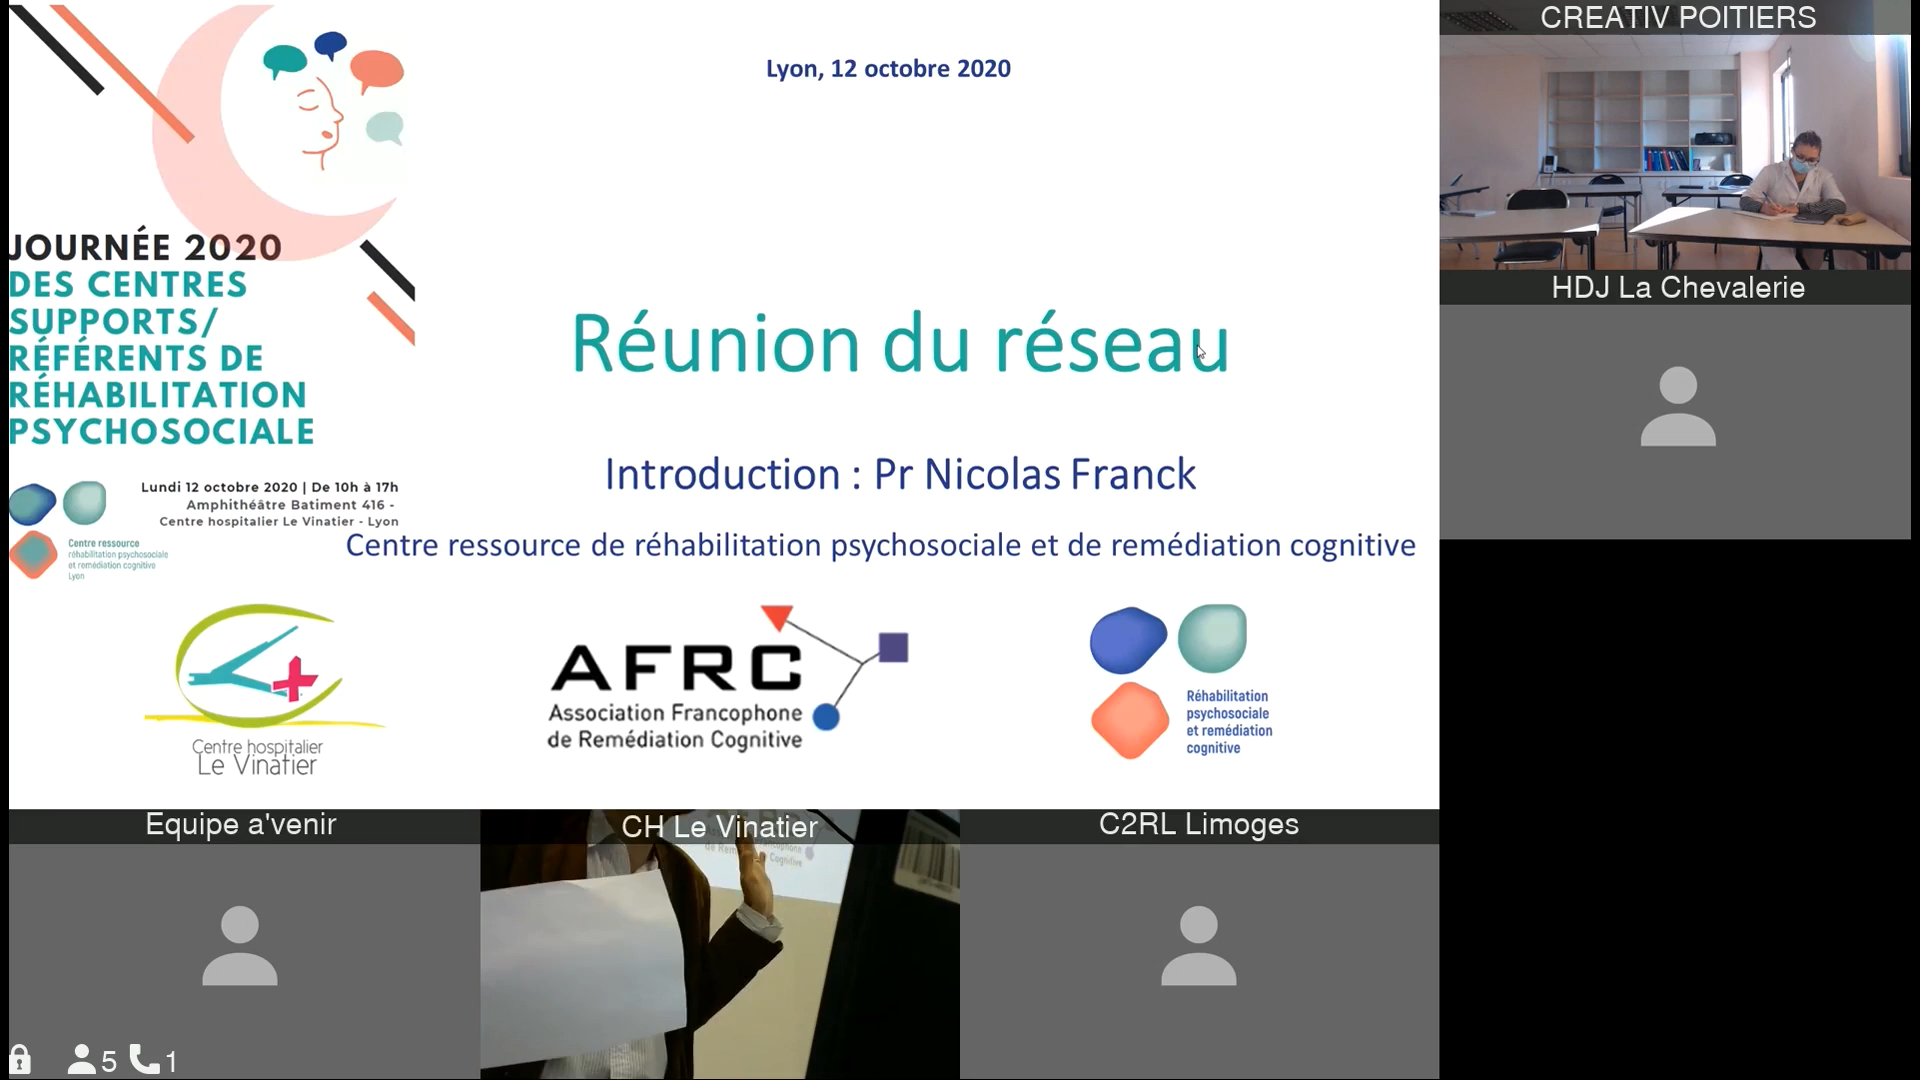 Lyon, 12 octobre 2020
JOURNÉE 2020
DES CENTRES
SUPPORTS/
RÉFÉRENTS DE
RÉHABILITATION
PSYCHOSOCIALE
Lundi 12 octobre 2020 | De 10h à 17h
Amphithéâtre Batiment 416 -
Centre hospitalier Le Vinatier - Lyon
Centre ressource
réhabilitation psychosociale
et remédiation cognitive
Lyon
Réunion du réseau
Introduction : Pr Nicolas Franck
Centre ressource de réhabilitation psychosociale et de remédiation cognitive
Centre hospitalier
Le Vinatier
AFRC
Association Francophone
de Remédiation Cognitive
Réhabilitation
psychosociale
et remédiation
cognitive
CREATIV POITIERS
HDJ La Chevalerie
Equipe a'venir
CH Le Vinatier
C2RL Limoges
de Remédiation Cognitive
5 1